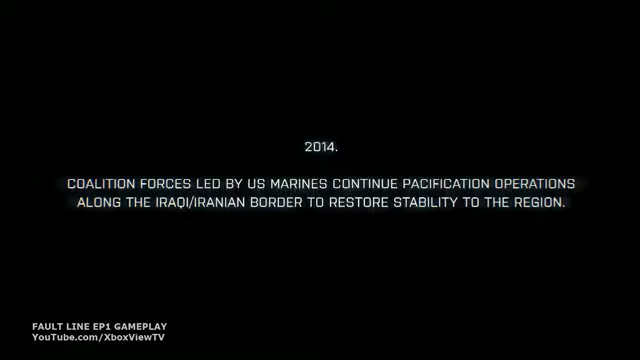 2014.
COALITION FORCES LED BY US MARINES CONTINUE PACIFICATION OPERATIONS
ALONG THE IRAQI/IRANIAN BORDER TO RESTORE STABILITY TO THE REGION.
FAULT LINE EP1 GAMEPLAY
YouTube.com/XboxViewTV